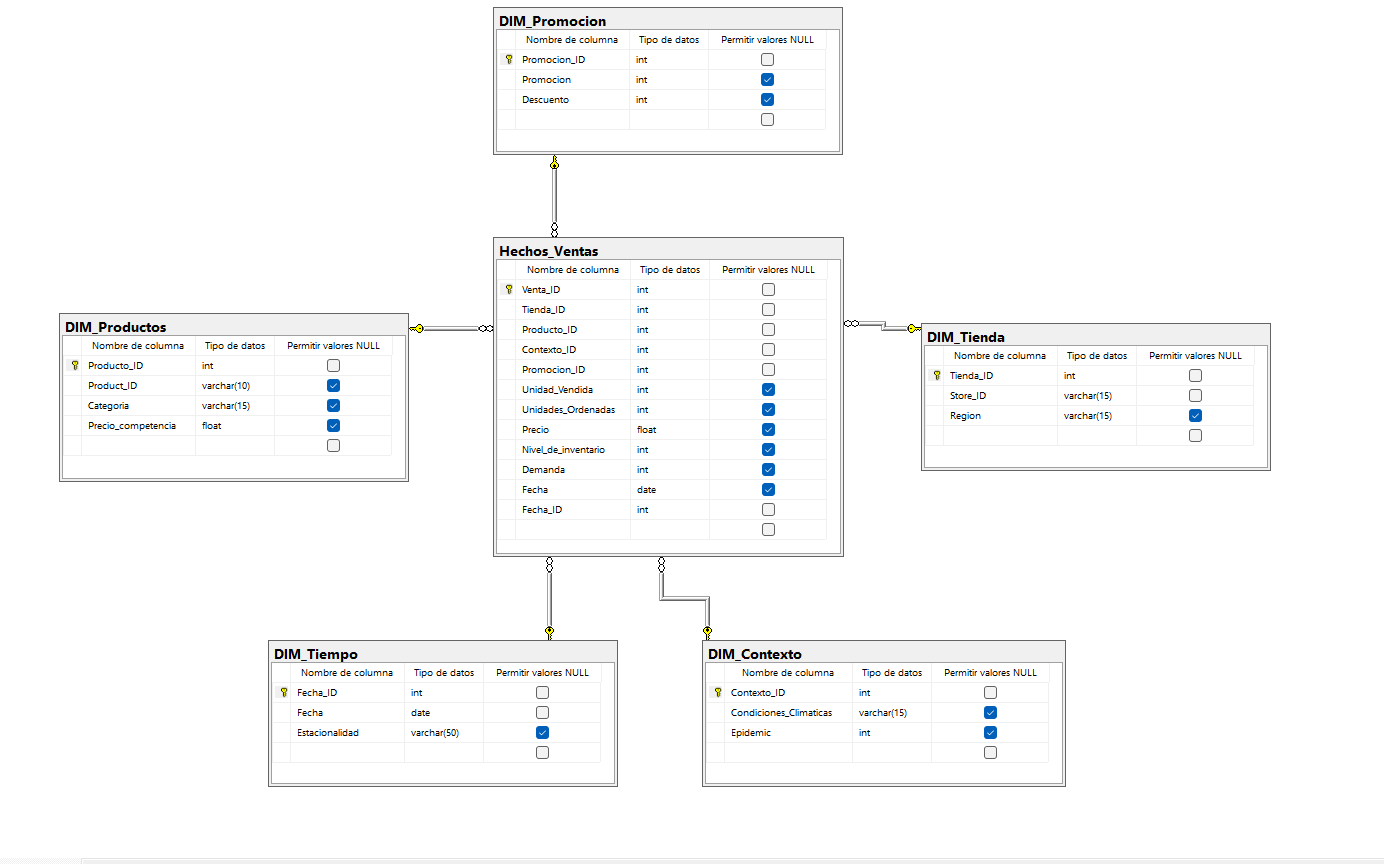 DIM_Promocion
Nombre de columna Tipo de datos Permitir valores NULL
Promocion_ID int
Promocion int
Descuento int
Hechos_Ventas
Nombre de columna Tipo de datos Permitir valores NULL
Venta_ID int
Tienda_ID int
Producto_ID int
Contexto_ID int
Promocion_ID int
Unidad_Vendida int
Unidades_Ordenadas int
Precio float
Nivel_de_inventario int
Demanda int
Fecha date
Fecha_ID int
DIM_Productos
Nombre de columna Tipo de datos Permitir valores NULL
Producto_ID int
Product_ID varchar(10)
Categoria varchar(15)
Precio_competencia float
DIM_Tienda
Nombre de columna Tipo de datos Permitir valores NULL
Tienda_ID int
Store_ID varchar(15)
Region varchar(15)
DIM_Tiempo
Nombre de columna Tipo de datos Permitir valores NULL
Fecha_ID int
Fecha date
Estacionalidad varchar(50)
DIM_Contexto
Nombre de columna Tipo de datos Permitir valores NULL
Contexto_ID int
Condiciones_Climaticas varchar(15)
Epidemic int